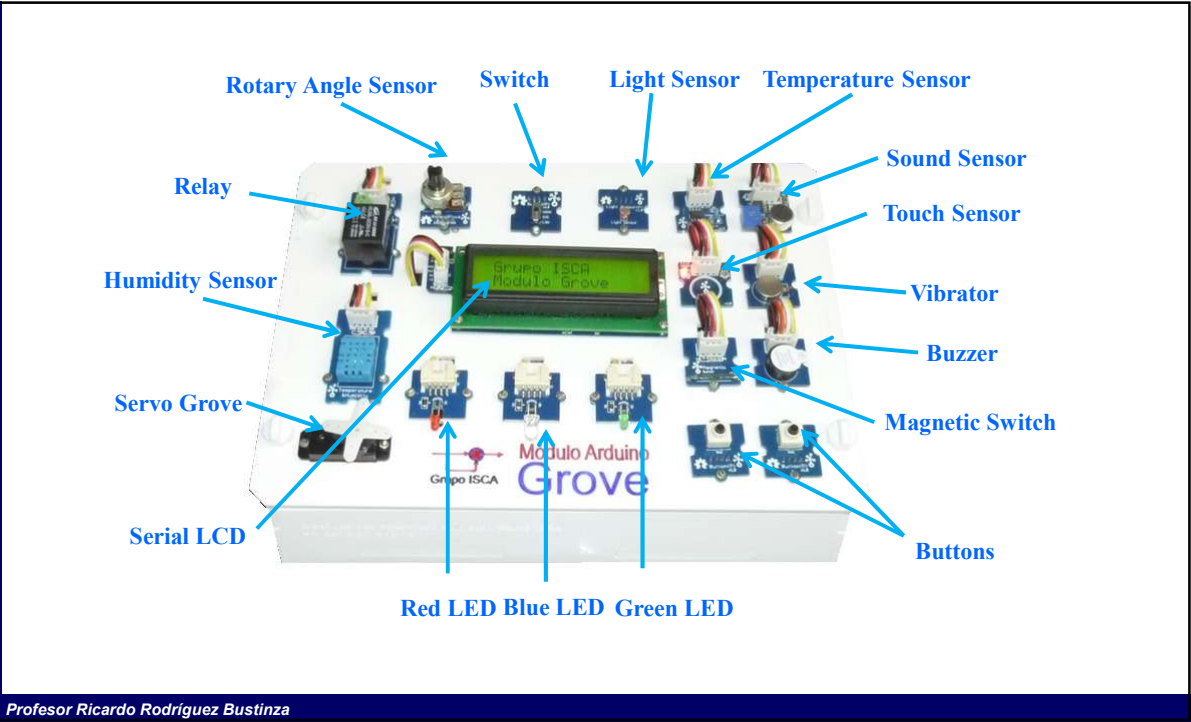 Rotary Angle Sensor
Switch
Light Sensor
Temperature Sensor
Relay
Sound Sensor
Touch Sensor
Humidity Sensor
Vibrator
Buzzer
Servo Grove
Magnetic Switch
Serial LCD
Buttons
Red LED
Blue LED
Green LED
Grupo ISCA
Modulo Grove
Grupo ISCA
Módulo Arduino
Grove
Profesor Ricardo Rodríguez Bustinza